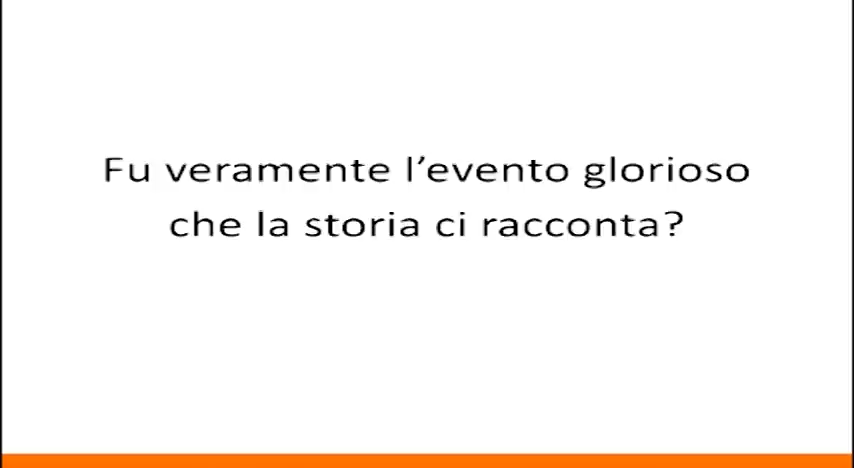 Fu veramente l’evento glorioso
che la storia ci racconta?